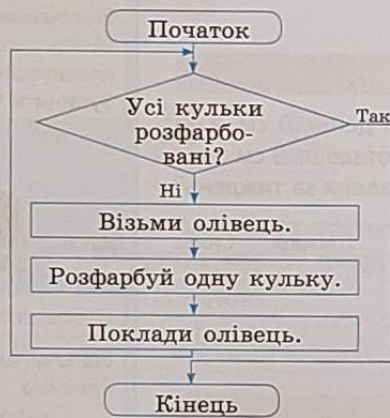 Початок
Усі кульки
розфарбо-
вані?
Так
Ні
Візьми олівець.
Розфарбуй одну кульку.
Поклади олівець.
Кінець